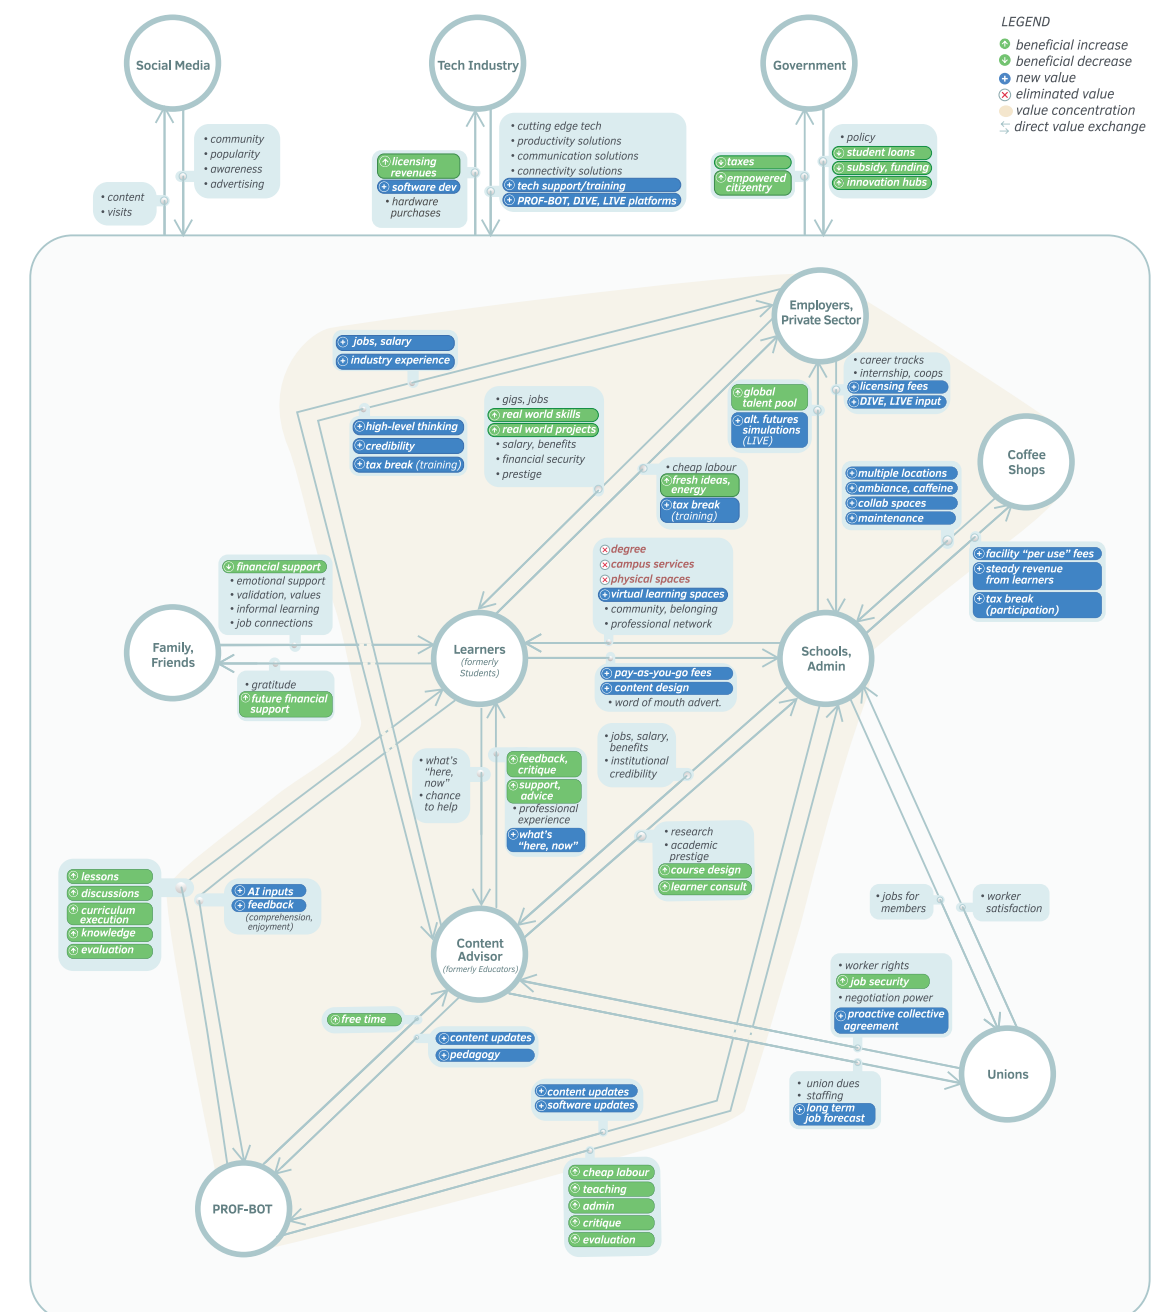 LEGEND
beneficial increase
beneficial decrease
new value
eliminated value
value concentration
direct value exchange
Social Media
Tech Industry
Government
• community
• popularity
• awareness
• advertising
• content
• visits
licensing
revenues
software dev
• hardware
purchases
• cutting edge tech
• productivity solutions
• communication solutions
• connectivity solutions
tech support/training
PROF-BOT, DIVE, LIVE platforms
taxes
empowered
citizentry
• policy
student loans
subsidy, funding
innovation hubs
Employers,
Private Sector
jobs, salary
industry experience
high-level thinking
credibility
tax break (training)
• gigs, jobs
real world skills
real world projects
• salary, benefits
• financial security
• prestige
• cheap labour
fresh ideas,
energy
tax break
(training)
global
talent pool
alt. futures
simulations
(LIVE)
• career tracks
• internship, coops
licensing fees
DIVE, LIVE input
Coffee
Shops
multiple locations
ambiance, caffeine
collab spaces
maintenance
facility “per use” fees
steady revenue
from learners
tax break
(participation)
degree
campus services
physical spaces
virtual learning spaces
• community, belonging
• professional network
financial support
• emotional support
• validation, values
• informal learning
• job connections
Family,
Friends
Learners
(formerly
Students)
Schools,
Admin
• gratitude
future financial
support
pay-as-you-go fees
content design
• word of mouth advert.
• what's
“here,
now”
• chance
to help
feedback,
critique
support,
advice
• professional
experience
what's
“here, now”
• jobs, salary,
benefits
• institutional
credibility
• research
• academic
prestige
course design
learner consult
lessons
discussions
curriculum
execution
knowledge
evaluation
AI inputs
feedback
(comprehension,
enjoyment)
Content
Advisor
(formerly Educators)
• jobs for
members
• worker
satisfaction
• worker rights
job security
• negotiation power
proactive collective
agreement
free time
content updates
pedagogy
Unions
• union dues
• staffing
long term
job forecast
content updates
software updates
cheap labour
teaching
admin
critique
evaluation
PROF-BOT